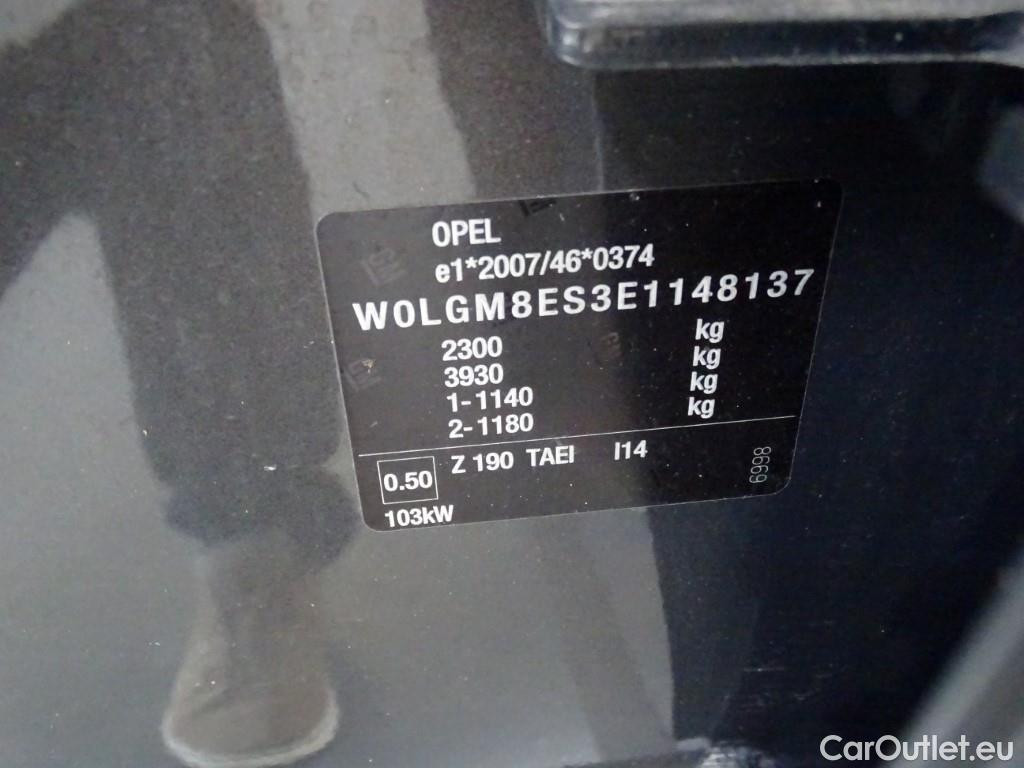 OPEL
e1*2007/46*0374
W0LGM8ES3E1148137
2300 kg
3930 kg
1-1140 kg
2-1180 kg
0.50 Z 190 TAEI I14
103kW
6998
CarOutlet.eu